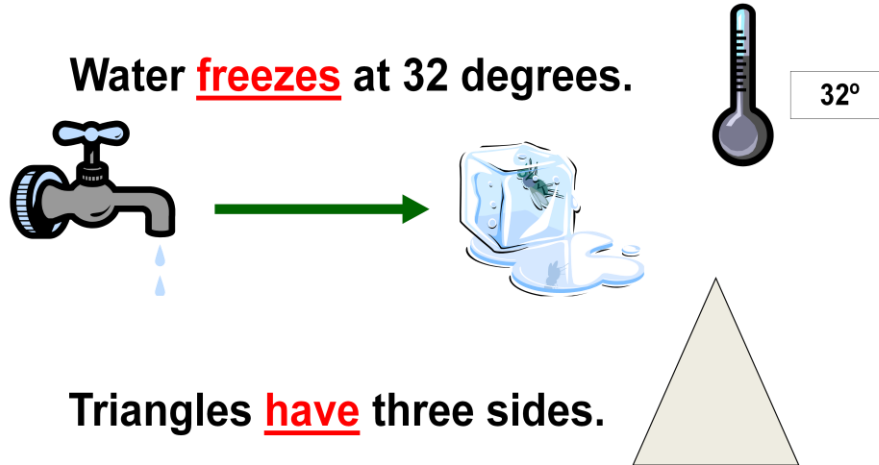 Water freezes at 32 degrees.
32º
Triangles have three sides.